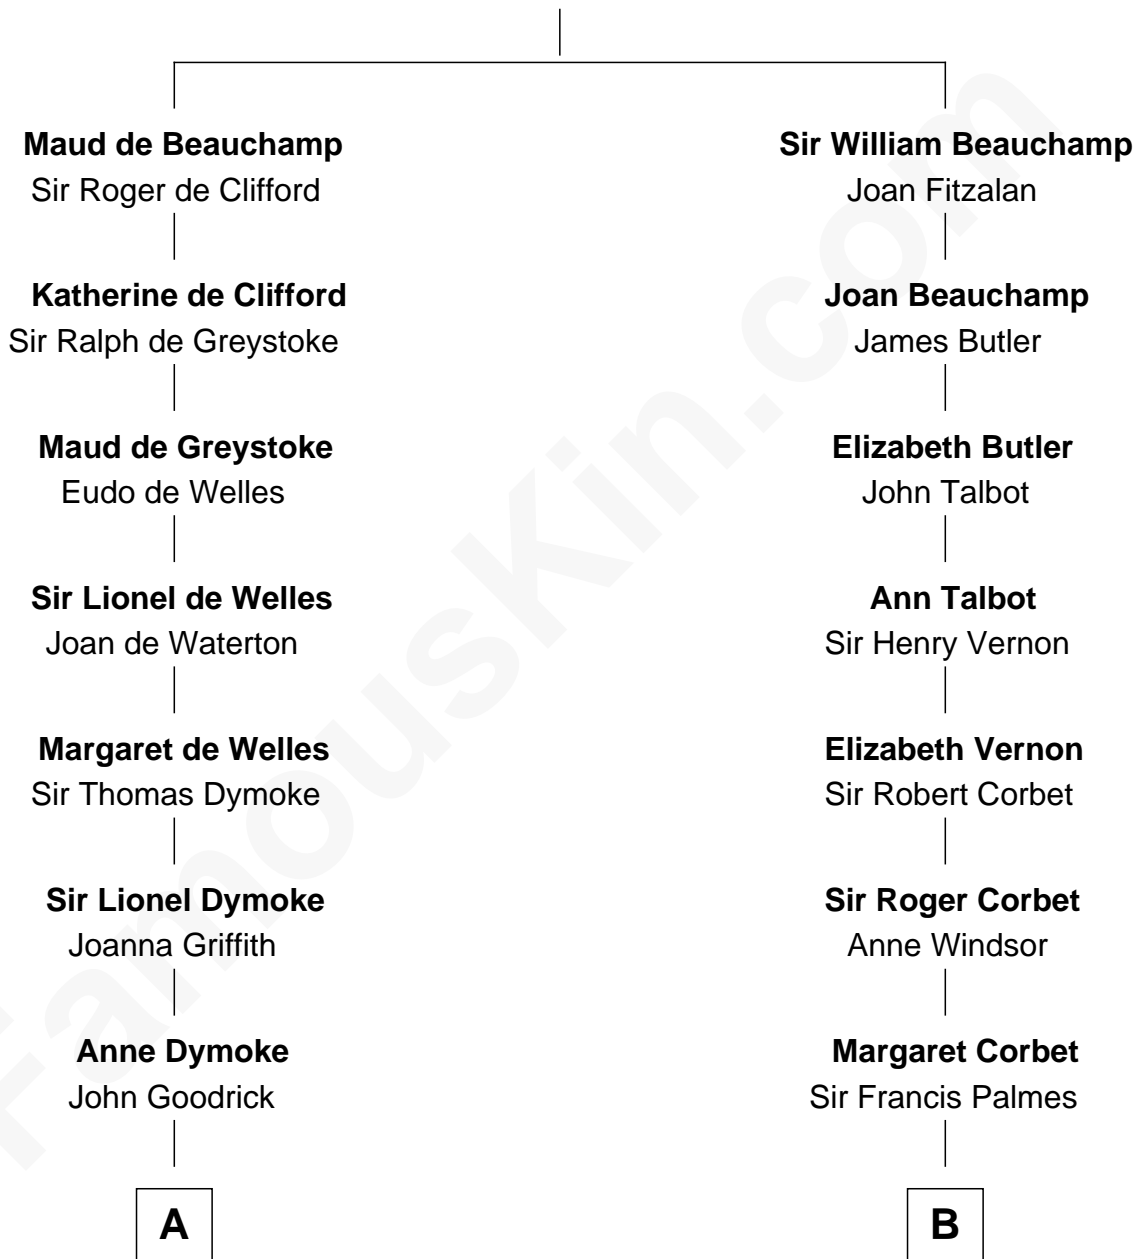 Maud de Beauchamp
Sir Roger de Clifford
Katherine de Clifford
Sir Ralph de Greystoke
Maud de Greystoke
Eudo de Welles
Sir Lionel de Welles
Joan de Waterton
Margaret de Welles
Sir Thomas Dymoke
Sir Lionel Dymoke
Joanna Griffith
Anne Dymoke
John Goodrick
A
Sir William Beauchamp
Joan Fitzalan
Joan Beauchamp
James Butler
Elizabeth Butler
John Talbot
Ann Talbot
Sir Henry Vernon
Elizabeth Vernon
Sir Robert Corbet
Sir Roger Corbet
Anne Windsor
Margaret Corbet
Sir Francis Palmes
B
FamousKin.com